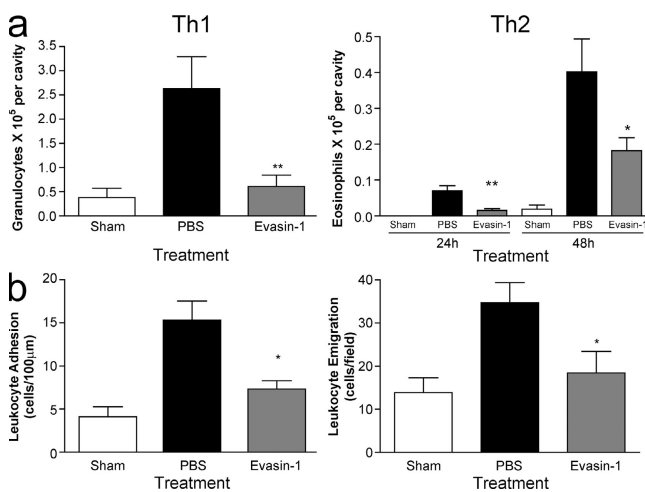 a
Th1
Th2
Granulocytes X 10⁵ per cavity
3.5
3.0
2.5
2.0
1.5
1.0
0.5
0.0
**
Sham PBS Evasin-1
Treatment
Eosinophils X 10⁵ per cavity
0.5
0.4
0.3
0.2
0.1
0.0
**
*
Sham PBS Evasin-1 Sham PBS Evasin-1
24h 48h
Treatment
b
Leukocyte Adhesion
(cells/100μm)
20
15
10
5
0
*
Sham PBS Evasin-1
Treatment
Leukocyte Emigration
(cells/field)
40
30
20
10
0
*
Sham PBS Evasin-1
Treatment